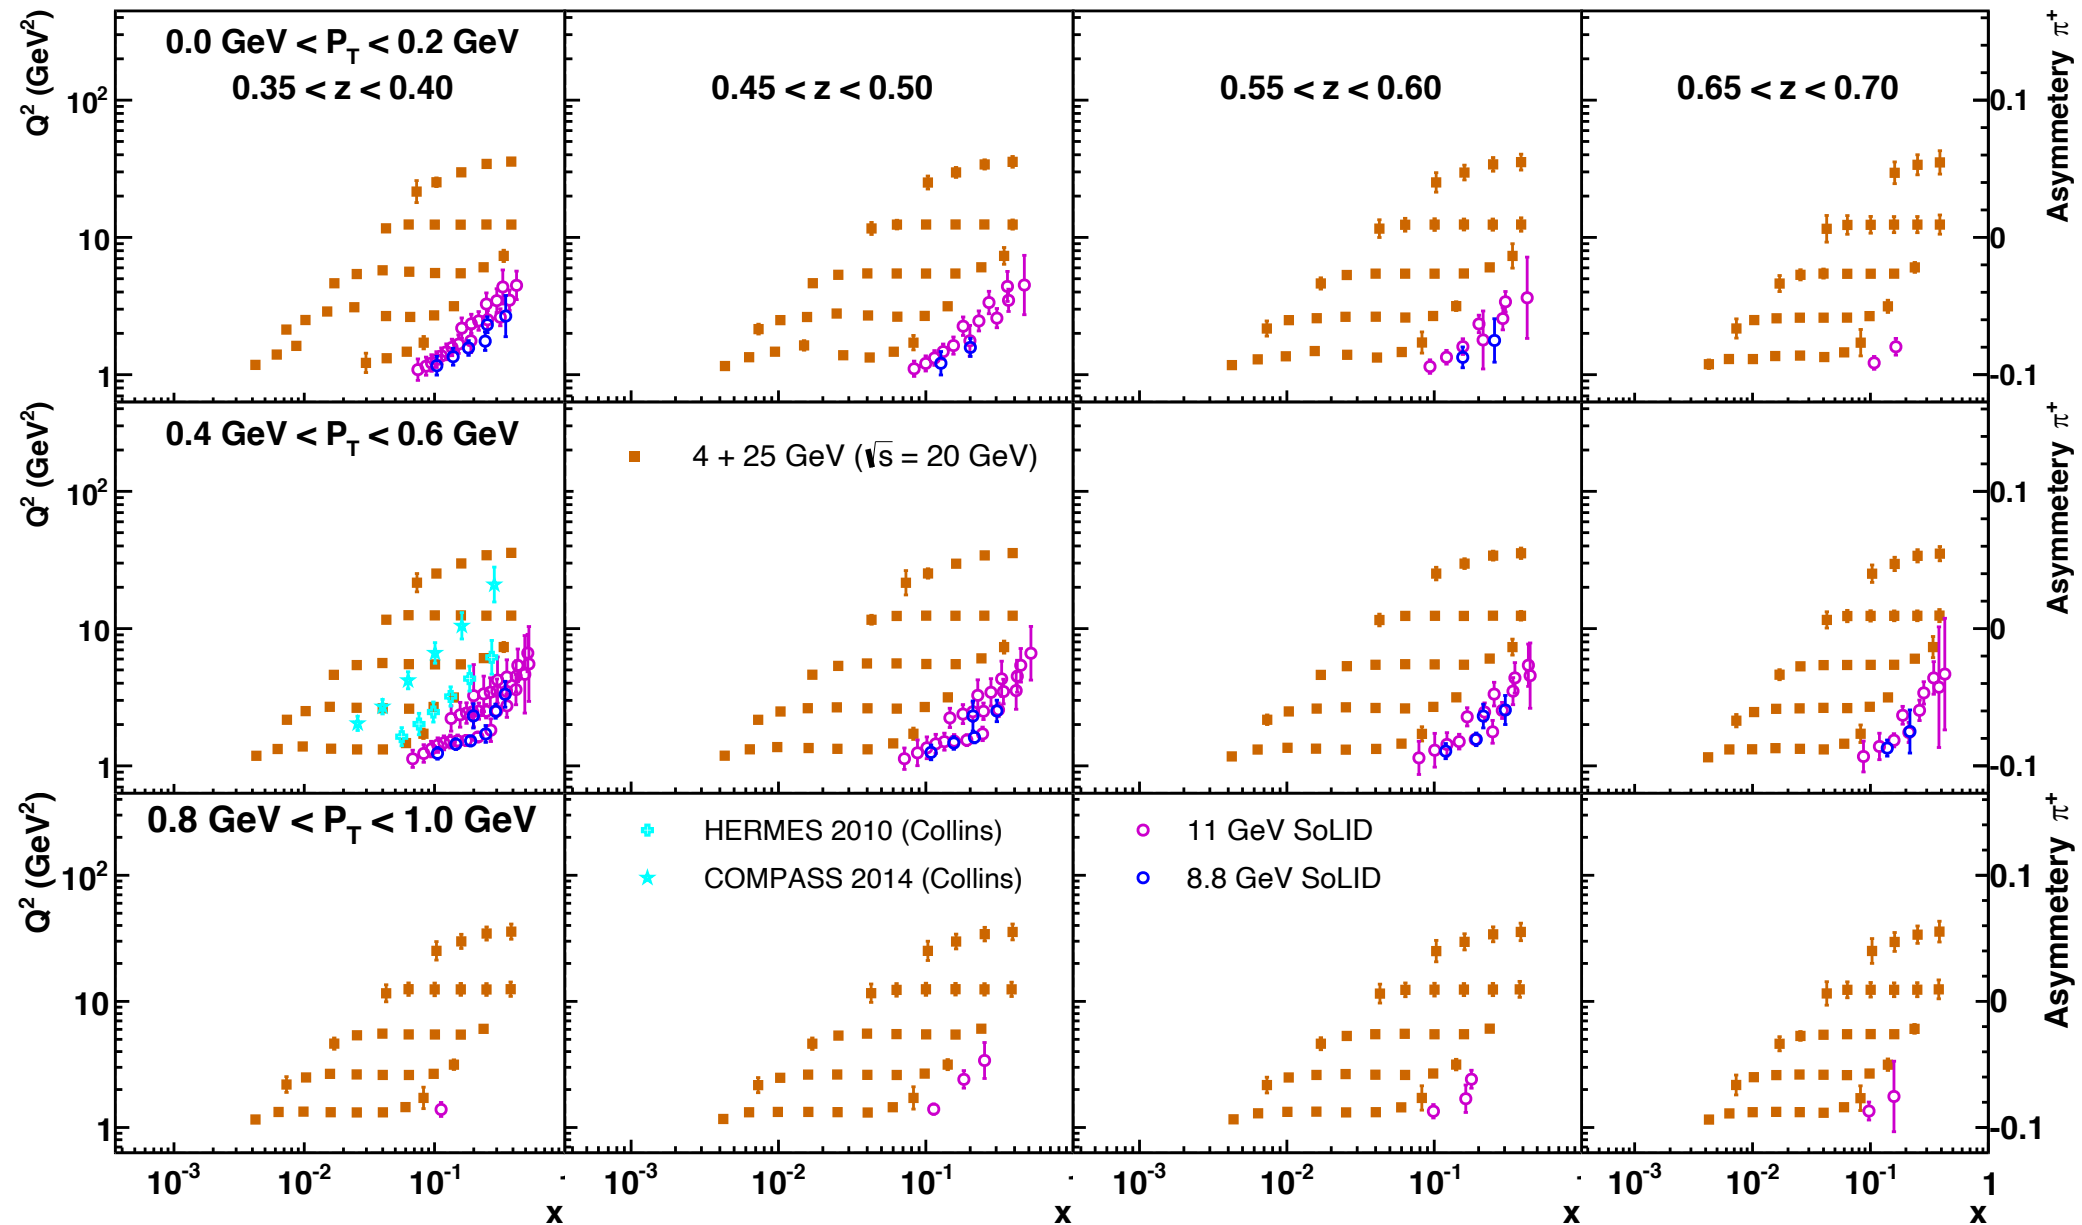 0.0 GeV < P_T < 0.2 GeV
0.35 < z < 0.40
0.45 < z < 0.50
0.55 < z < 0.60
0.65 < z < 0.70
Q² (GeV²)
10²
10
1
0.1
0
-0.1
Asymmetery π⁺
0.4 GeV < P_T < 0.6 GeV
4 + 25 GeV (√s = 20 GeV)
Q² (GeV²)
10²
10
1
0.1
0
-0.1
Asymmetery π⁺
0.8 GeV < P_T < 1.0 GeV
HERMES 2010 (Collins)
COMPASS 2014 (Collins)
11 GeV SoLID
8.8 GeV SoLID
Q² (GeV²)
10²
10
1
0.1
0
-0.1
Asymmetery π⁺
10⁻³ 10⁻² 10⁻¹ 10⁻³ 10⁻² 10⁻¹ 10⁻³ 10⁻² 10⁻¹ 10⁻³ 10⁻² 10⁻¹ 1
x x x x